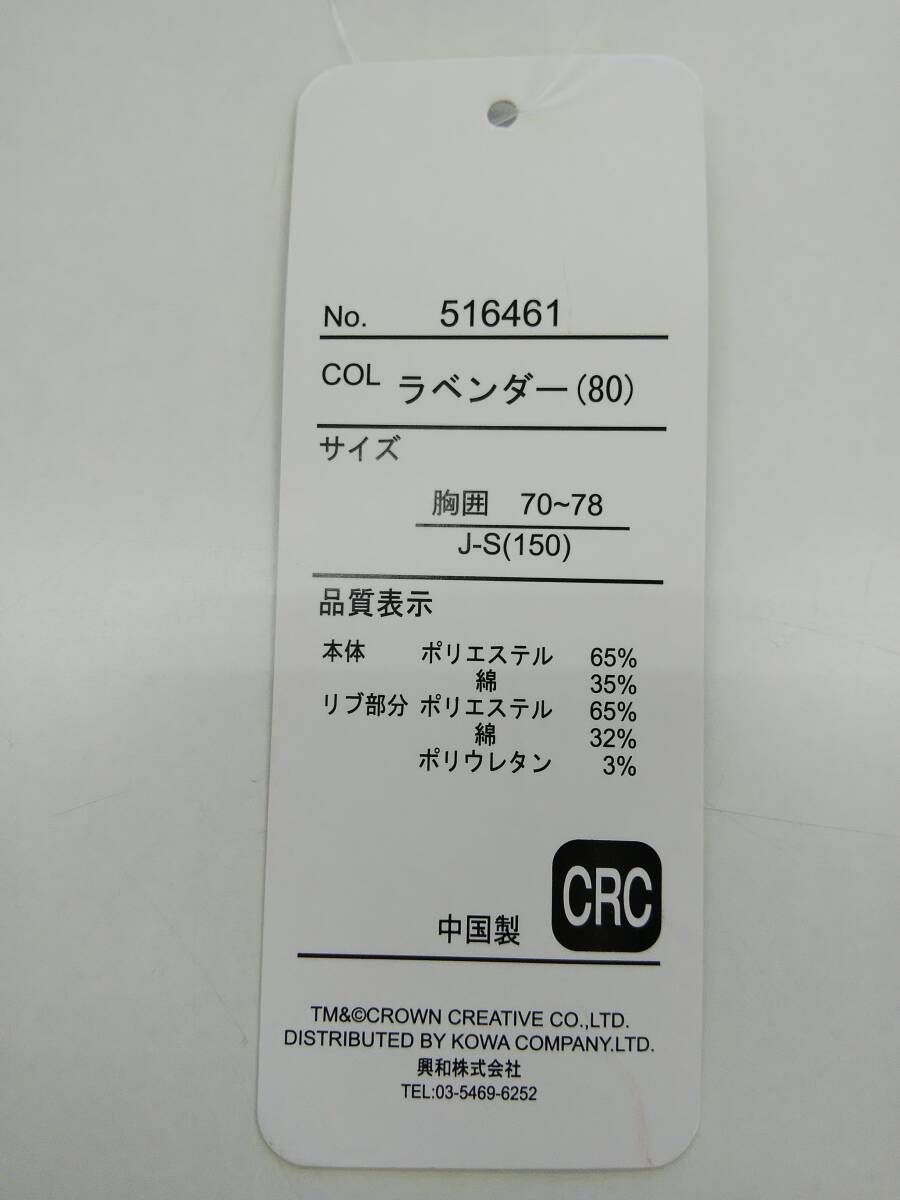 No. 516461
COL ラベンダー(80)
サイズ
胸囲 70~78
J-S(150)
品質表示
本体 ポリエステル 65%
綿 35%
リブ部分 ポリエステル 65%
綿 32%
ポリウレタン 3%
CRC
中国製
TM&©CROWN CREATIVE CO.,LTD.
DISTRIBUTED BY KOWA COMPANY.LTD.
興和株式会社
TEL:03-5469-6252